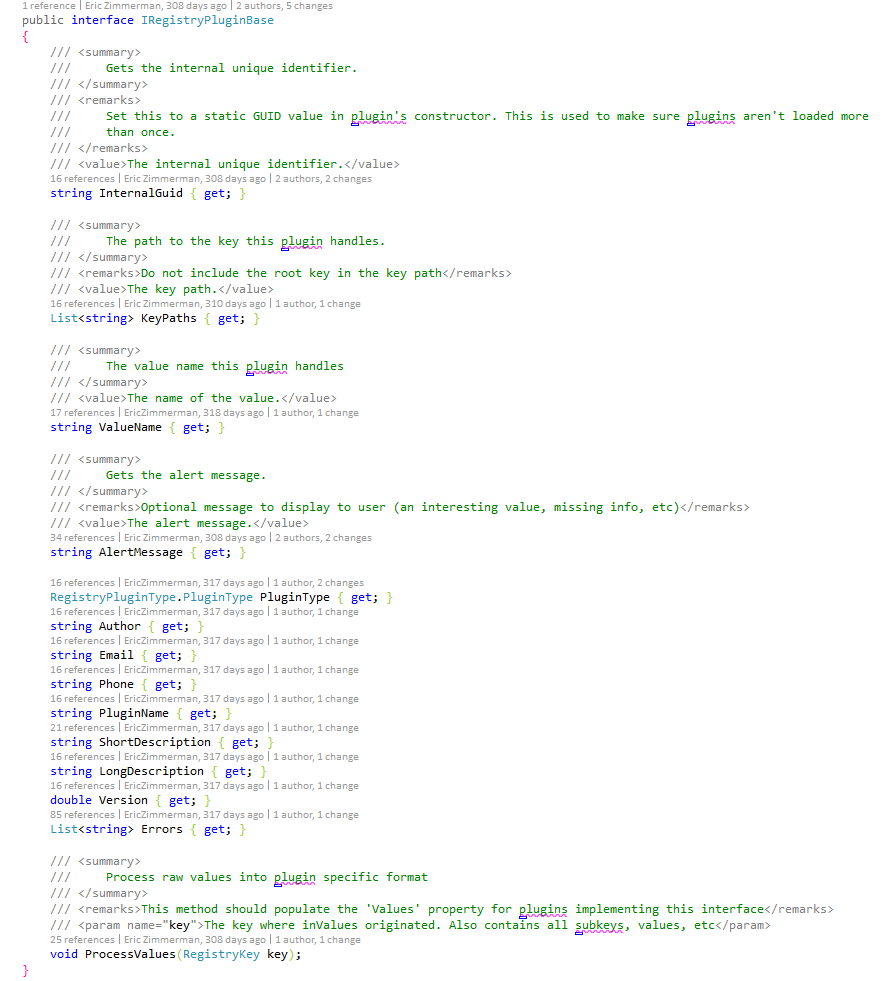 1 reference | Eric Zimmerman, 308 days ago | 2 authors, 5 changes
public interface IRegistryPluginBase
{
    /// <summary>
    ///     Gets the internal unique identifier.
    /// </summary>
    /// <remarks>
    ///     Set this to a static GUID value in plugin's constructor. This is used to make sure plugins aren't loaded more
    ///     than once.
    /// </remarks>
    /// <value>The internal unique identifier.</value>
    16 references | Eric Zimmerman, 308 days ago | 2 authors, 2 changes
    string InternalGuid { get; }
    /// <summary>
    ///     The path to the key this plugin handles.
    /// </summary>
    /// <remarks>Do not include the root key in the key path</remarks>
    /// <value>The key path.</value>
    16 references | Eric Zimmerman, 310 days ago | 1 author, 1 change
    List<string> KeyPaths { get; }
    /// <summary>
    ///     The value name this plugin handles
    /// </summary>
    /// <value>The name of the value.</value>
    17 references | EricZimmerman, 318 days ago | 1 author, 1 change
    string ValueName { get; }
    /// <summary>
    ///     Gets the alert message.
    /// </summary>
    /// <remarks>Optional message to display to user (an interesting value, missing info, etc)</remarks>
    /// <value>The alert message.</value>
    34 references | Eric Zimmerman, 308 days ago | 2 authors, 2 changes
    string AlertMessage { get; }
    16 references | EricZimmerman, 317 days ago | 1 author, 2 changes
    RegistryPluginType.PluginType PluginType { get; }
    16 references | EricZimmerman, 317 days ago | 1 author, 1 change
    string Author { get; }
    16 references | EricZimmerman, 317 days ago | 1 author, 1 change
    string Email { get; }
    16 references | EricZimmerman, 317 days ago | 1 author, 1 change
    string Phone { get; }
    16 references | EricZimmerman, 317 days ago | 1 author, 1 change
    string PluginName { get; }
    21 references | EricZimmerman, 317 days ago | 1 author, 1 change
    string ShortDescription { get; }
    16 references | EricZimmerman, 317 days ago | 1 author, 1 change
    string LongDescription { get; }
    16 references | EricZimmerman, 317 days ago | 1 author, 1 change
    double Version { get; }
    85 references | EricZimmerman, 317 days ago | 1 author, 1 change
    List<string> Errors { get; }
    /// <summary>
    ///     Process raw values into plugin specific format
    /// </summary>
    /// <remarks>This method should populate the 'Values' property for plugins implementing this interface</remarks>
    /// <param name="key">The key where inValues originated. Also contains all subkeys, values, etc</param>
    25 references | Eric Zimmerman, 308 days ago | 1 author, 1 change
    void ProcessValues(RegistryKey key);
}